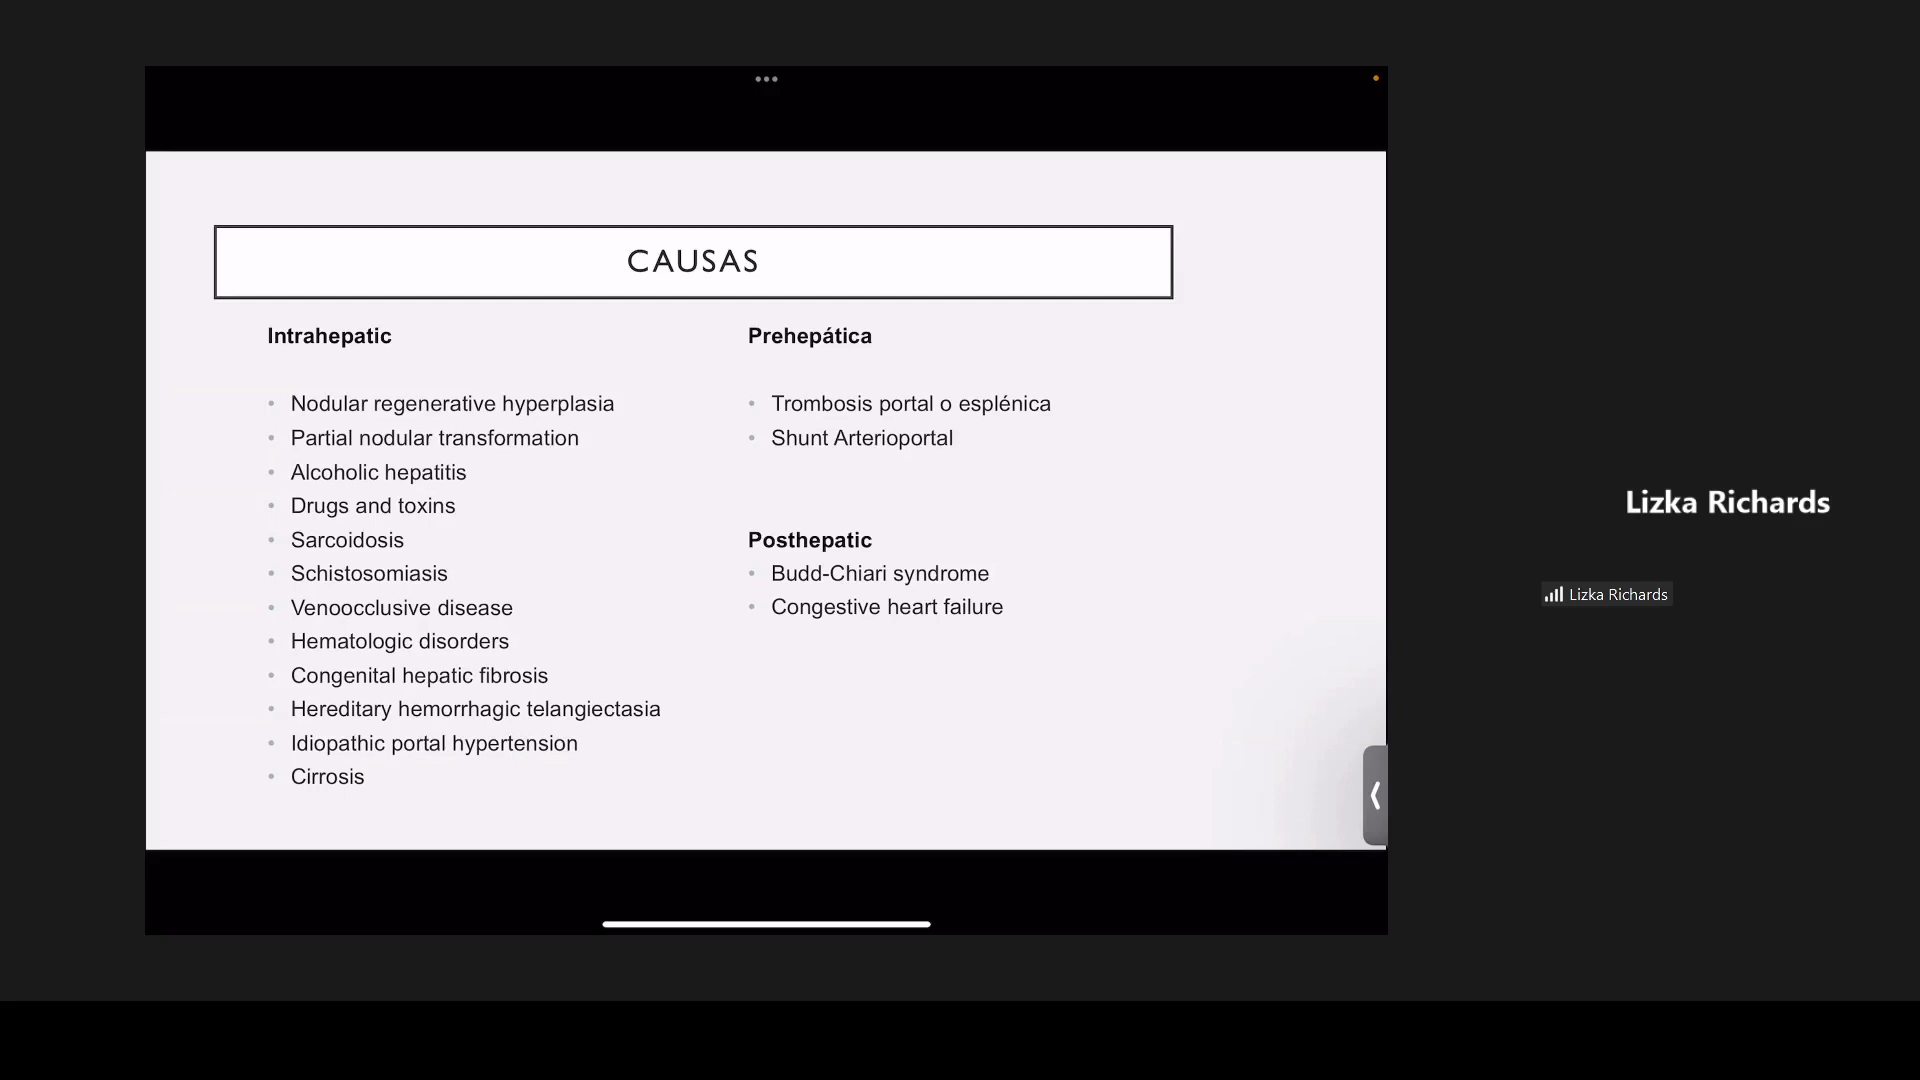 CAUSAS
Intrahepatic
Nodular regenerative hyperplasia
Partial nodular transformation
Alcoholic hepatitis
Drugs and toxins
Sarcoidosis
Schistosomiasis
Venoocclusive disease
Hematologic disorders
Congenital hepatic fibrosis
Hereditary hemorrhagic telangiectasia
Idiopathic portal hypertension
Cirrosis
Prehepática
Trombosis portal o esplénica
Shunt Arterioportal
Posthepatic
Budd-Chiari syndrome
Congestive heart failure
Lizka Richards
Lizka Richards